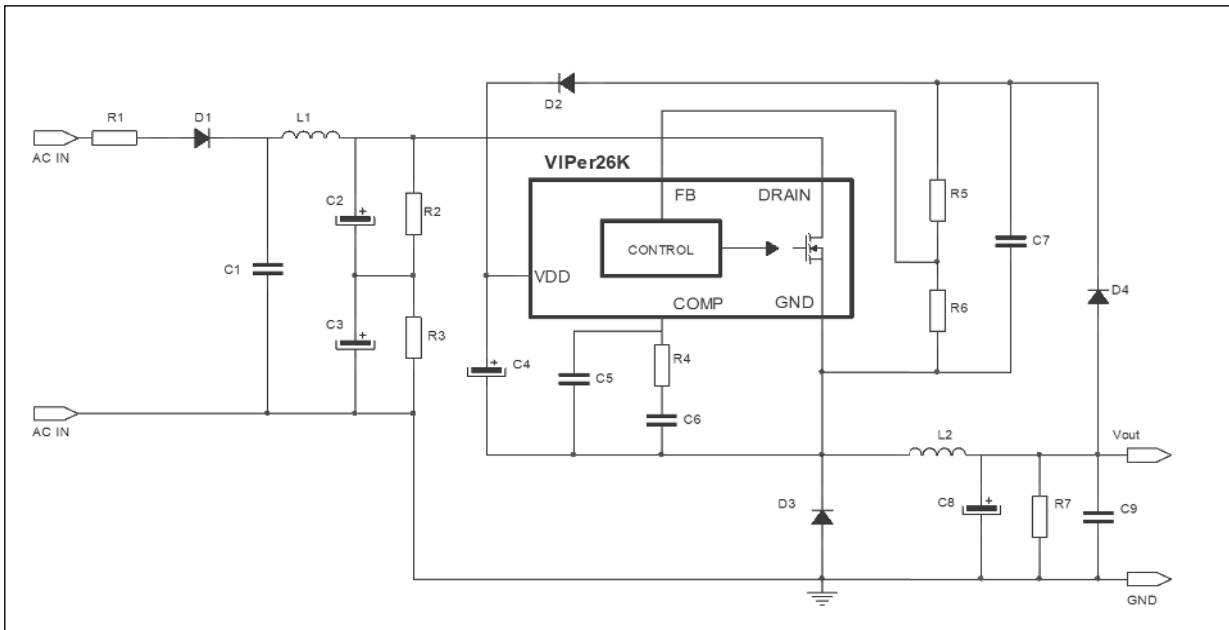 D2
R1
D1
L1
AC IN
VIPer26K
FB
DRAIN
C2
R2
R5
C7
CONTROL
C1
VDD
COMP
GND
R6
D4
C3
R3
C4
C5
R4
C6
AC IN
L2
Vout
D3
C8
R7
C9
GND